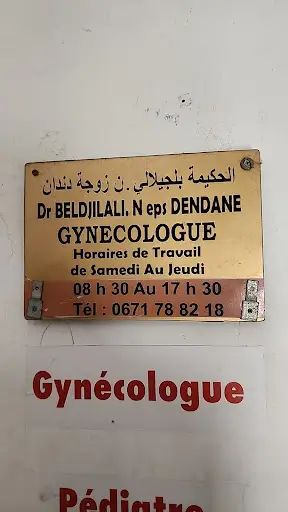 الحكيمة بلجيلالي .ن زوجة دندان
Dr BELDJILALI. N eps DENDANE
GYNECOLOGUE
Horaires de Travail
de Samedi Au Jeudi
08 h 30 Au 17 h 30
Tél : 0671 78 82 18
Gynécologue
Pédiatre